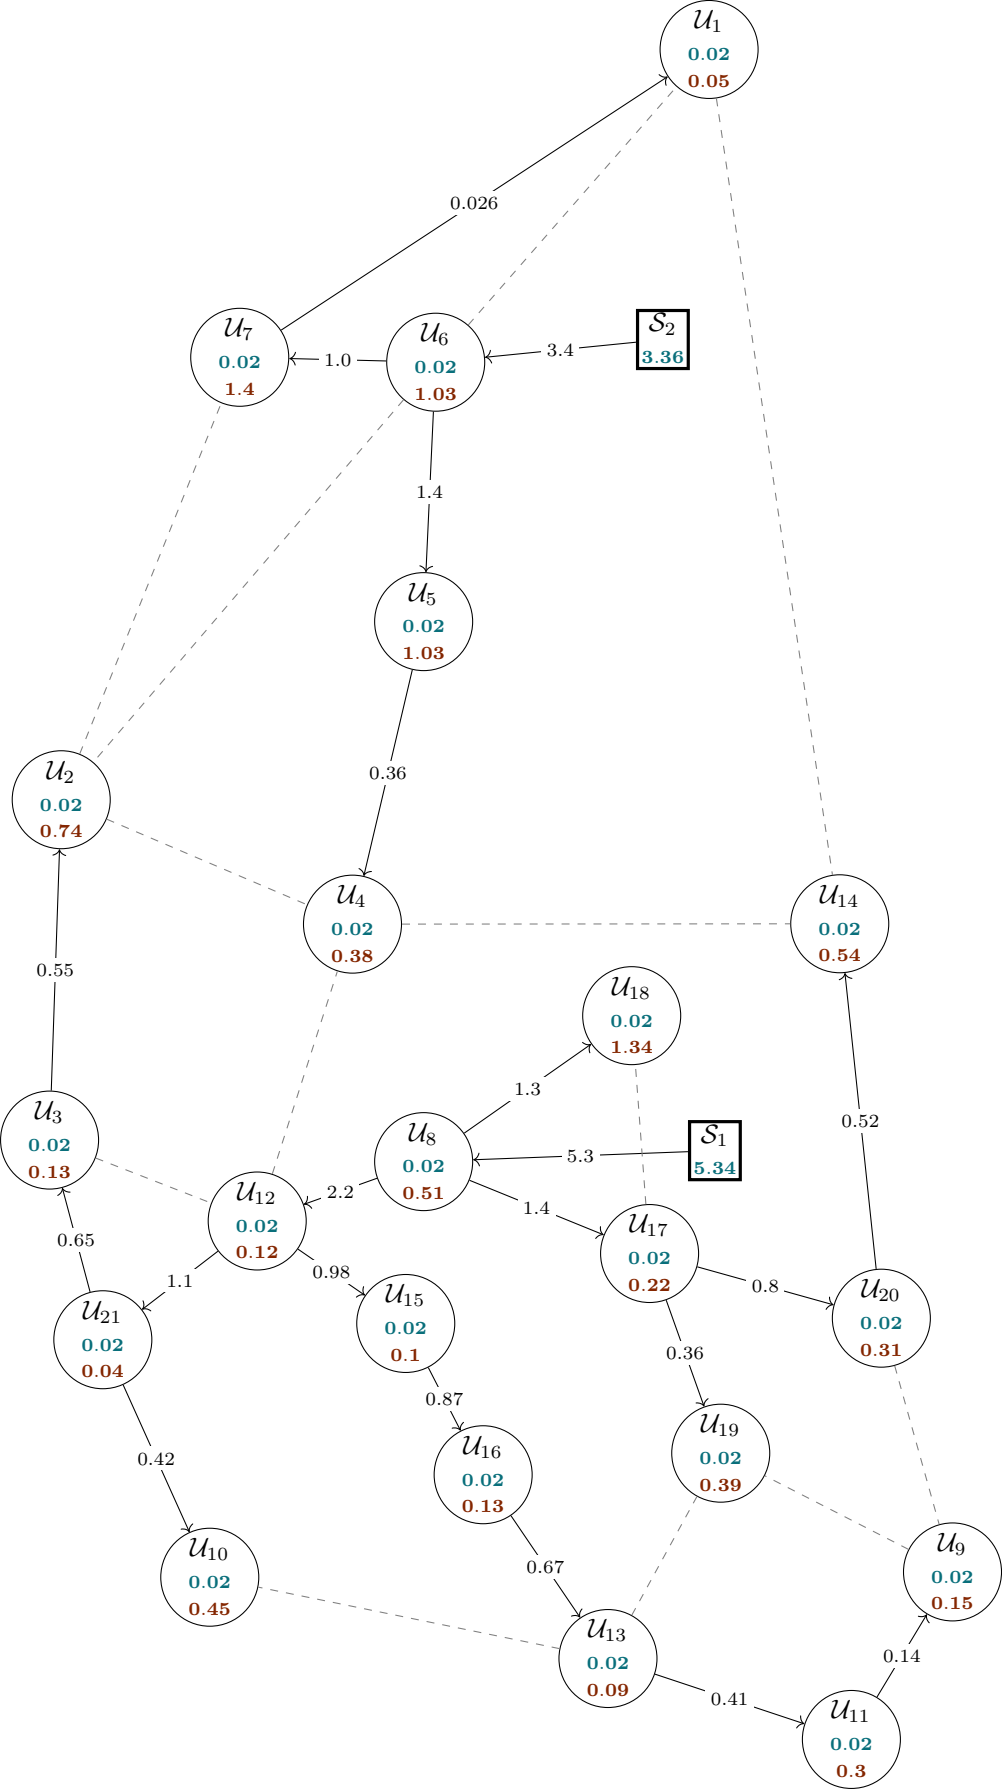 𝒰₁
0.02
0.05
0.026
𝒰₇
0.02
1.4
1.0
𝒰₆
0.02
1.03
3.4
𝒮₂
3.36
1.4
𝒰₅
0.02
1.03
0.36
𝒰₂
0.02
0.74
𝒰₄
0.02
0.38
𝒰₁₄
0.02
0.54
0.55
𝒰₁₈
0.02
1.34
1.3
0.52
𝒰₃
0.02
0.13
𝒰₈
0.02
0.51
5.3
𝒮₁
5.34
2.2
1.4
𝒰₁₂
0.02
0.12
𝒰₁₇
0.02
0.22
0.65
1.1
0.98
0.8
𝒰₂₁
0.02
0.04
𝒰₁₅
0.02
0.1
𝒰₂₀
0.02
0.31
0.36
0.87
0.42
𝒰₁₆
0.02
0.13
𝒰₁₉
0.02
0.39
𝒰₁₀
0.02
0.45
0.67
𝒰₉
0.02
0.15
𝒰₁₃
0.02
0.09
0.14
0.41
𝒰₁₁
0.02
0.3